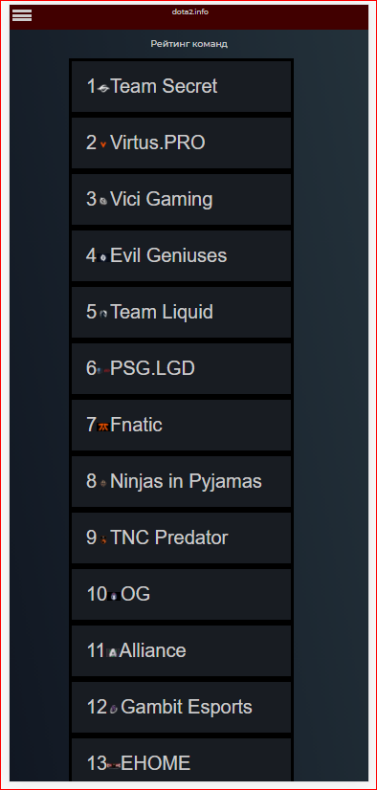 dota2.info
Рейтинг команд
1 Team Secret
2 Virtus.PRO
3 Vici Gaming
4 Evil Geniuses
5 Team Liquid
6 PSG.LGD
7 Fnatic
8 Ninjas in Pyjamas
9 TNC Predator
10 OG
11 Alliance
12 Gambit Esports
13 EHOME